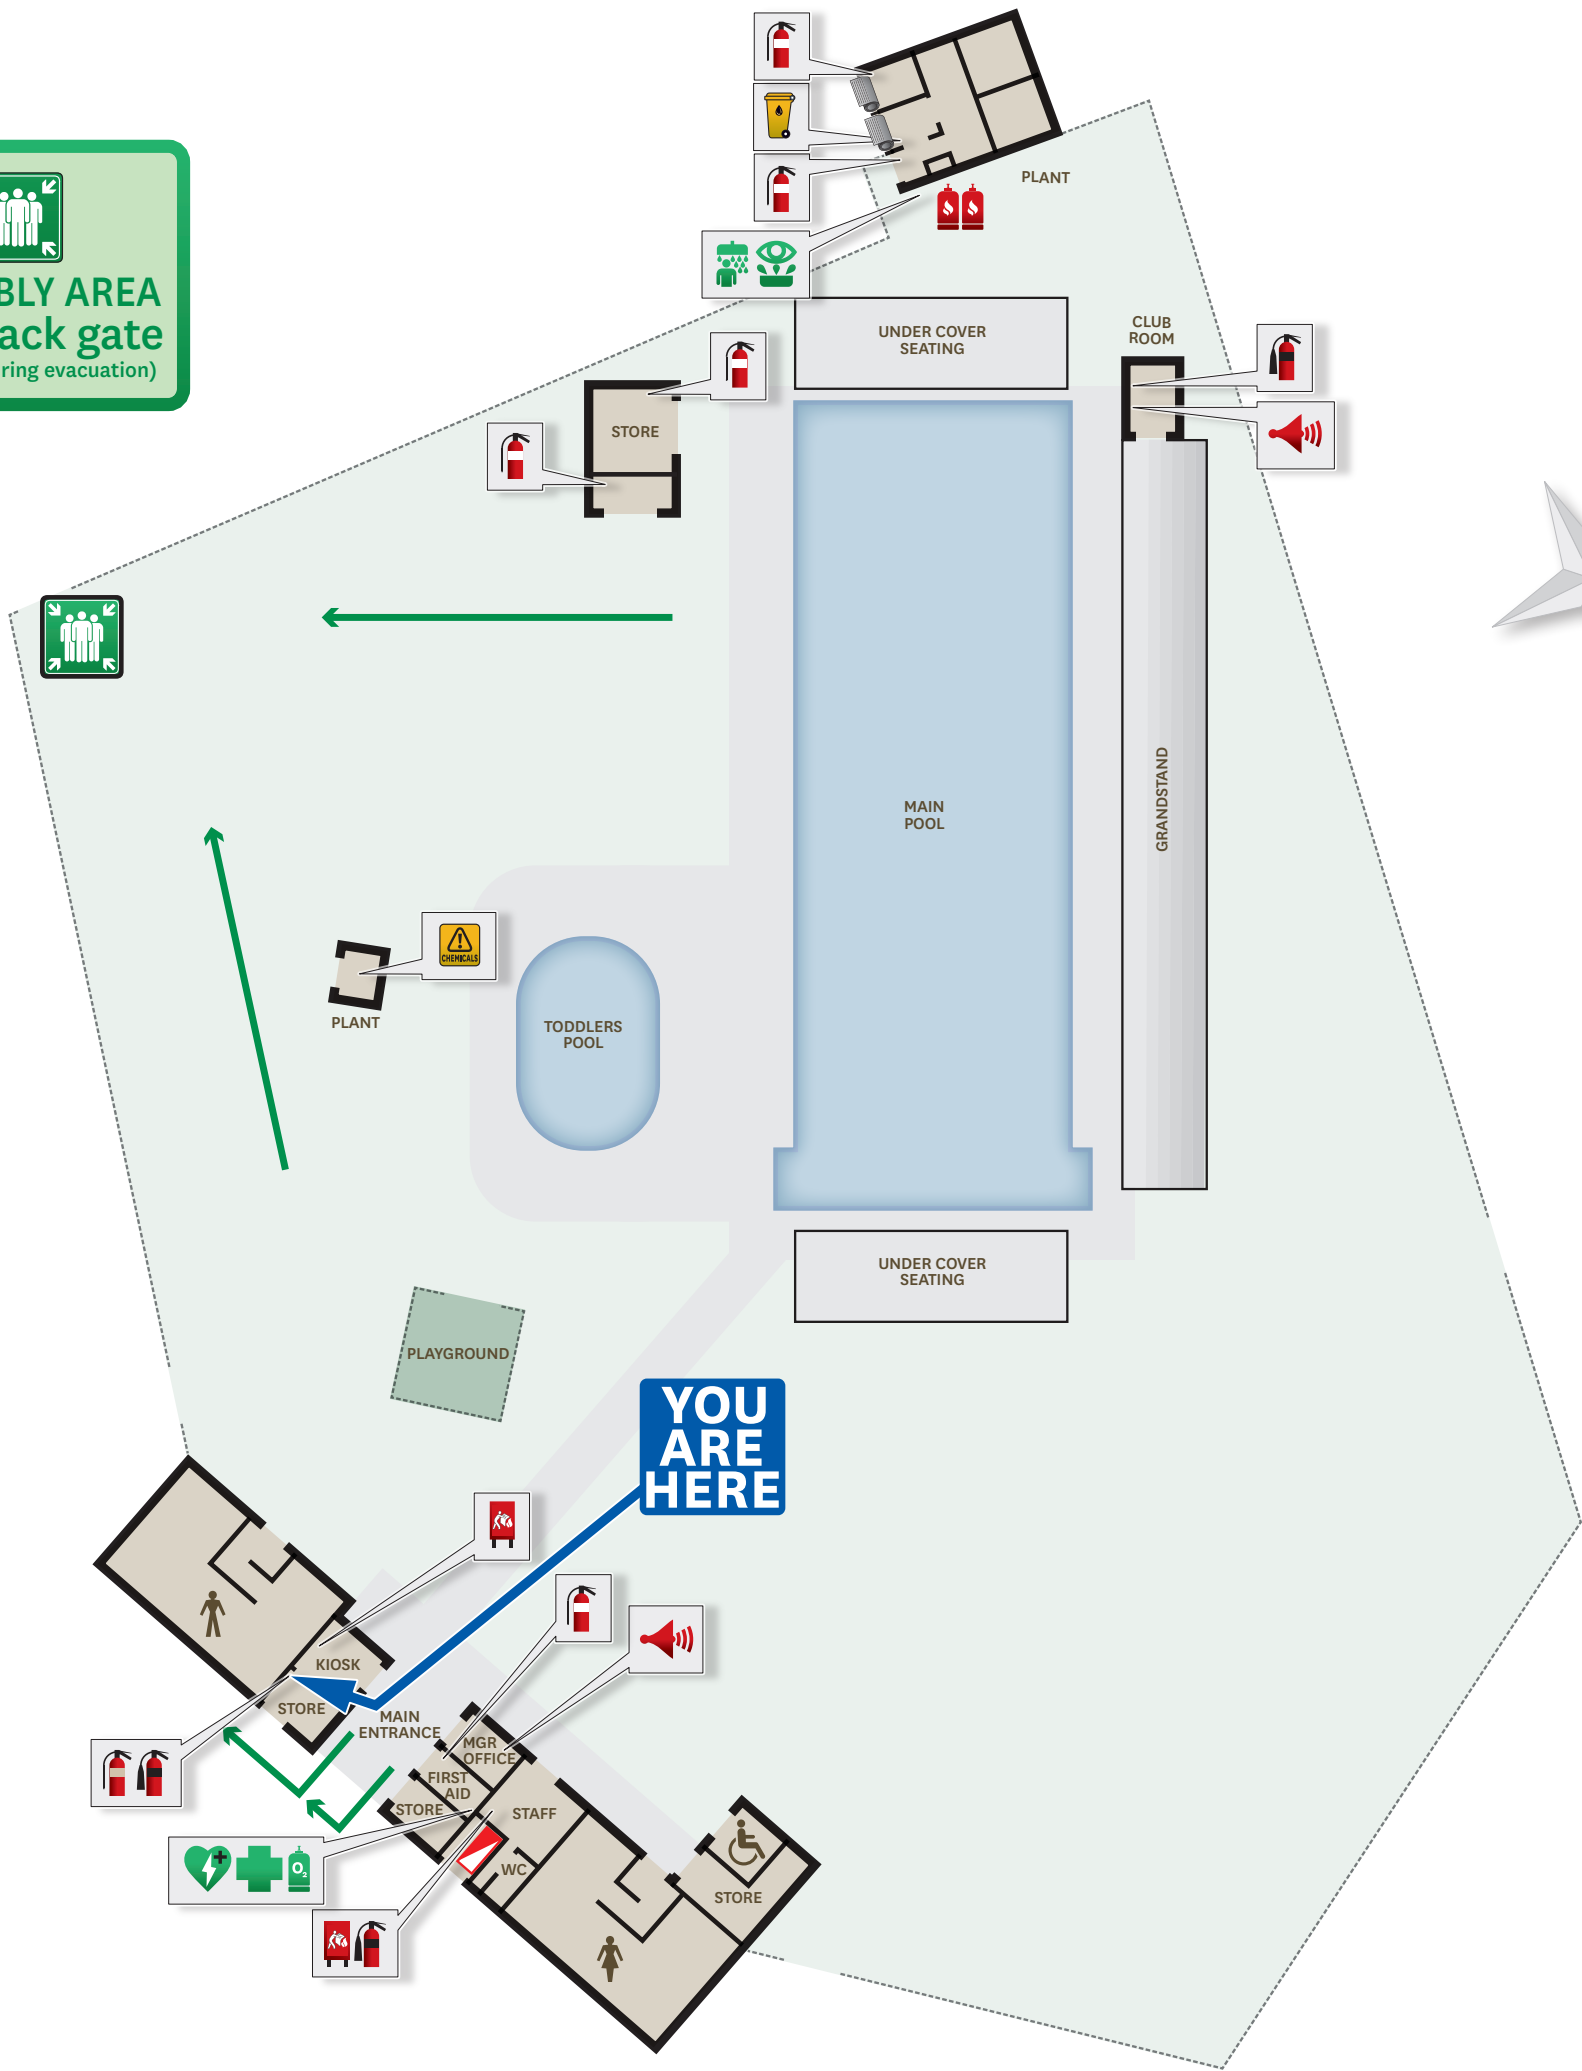 PLANT
BLY AREA
ack gate
ring evacuation)
UNDER COVER
SEATING
CLUB
ROOM
STORE
MAIN
POOL
GRANDSTAND
CHEMICALS
PLANT
TODDLERS
POOL
UNDER COVER
SEATING
PLAYGROUND
YOU
ARE
HERE
KIOSK
STORE
MAIN
ENTRANCE
MGR
OFFICE
FIRST
AID
STORE
STAFF
WC
O2
STORE